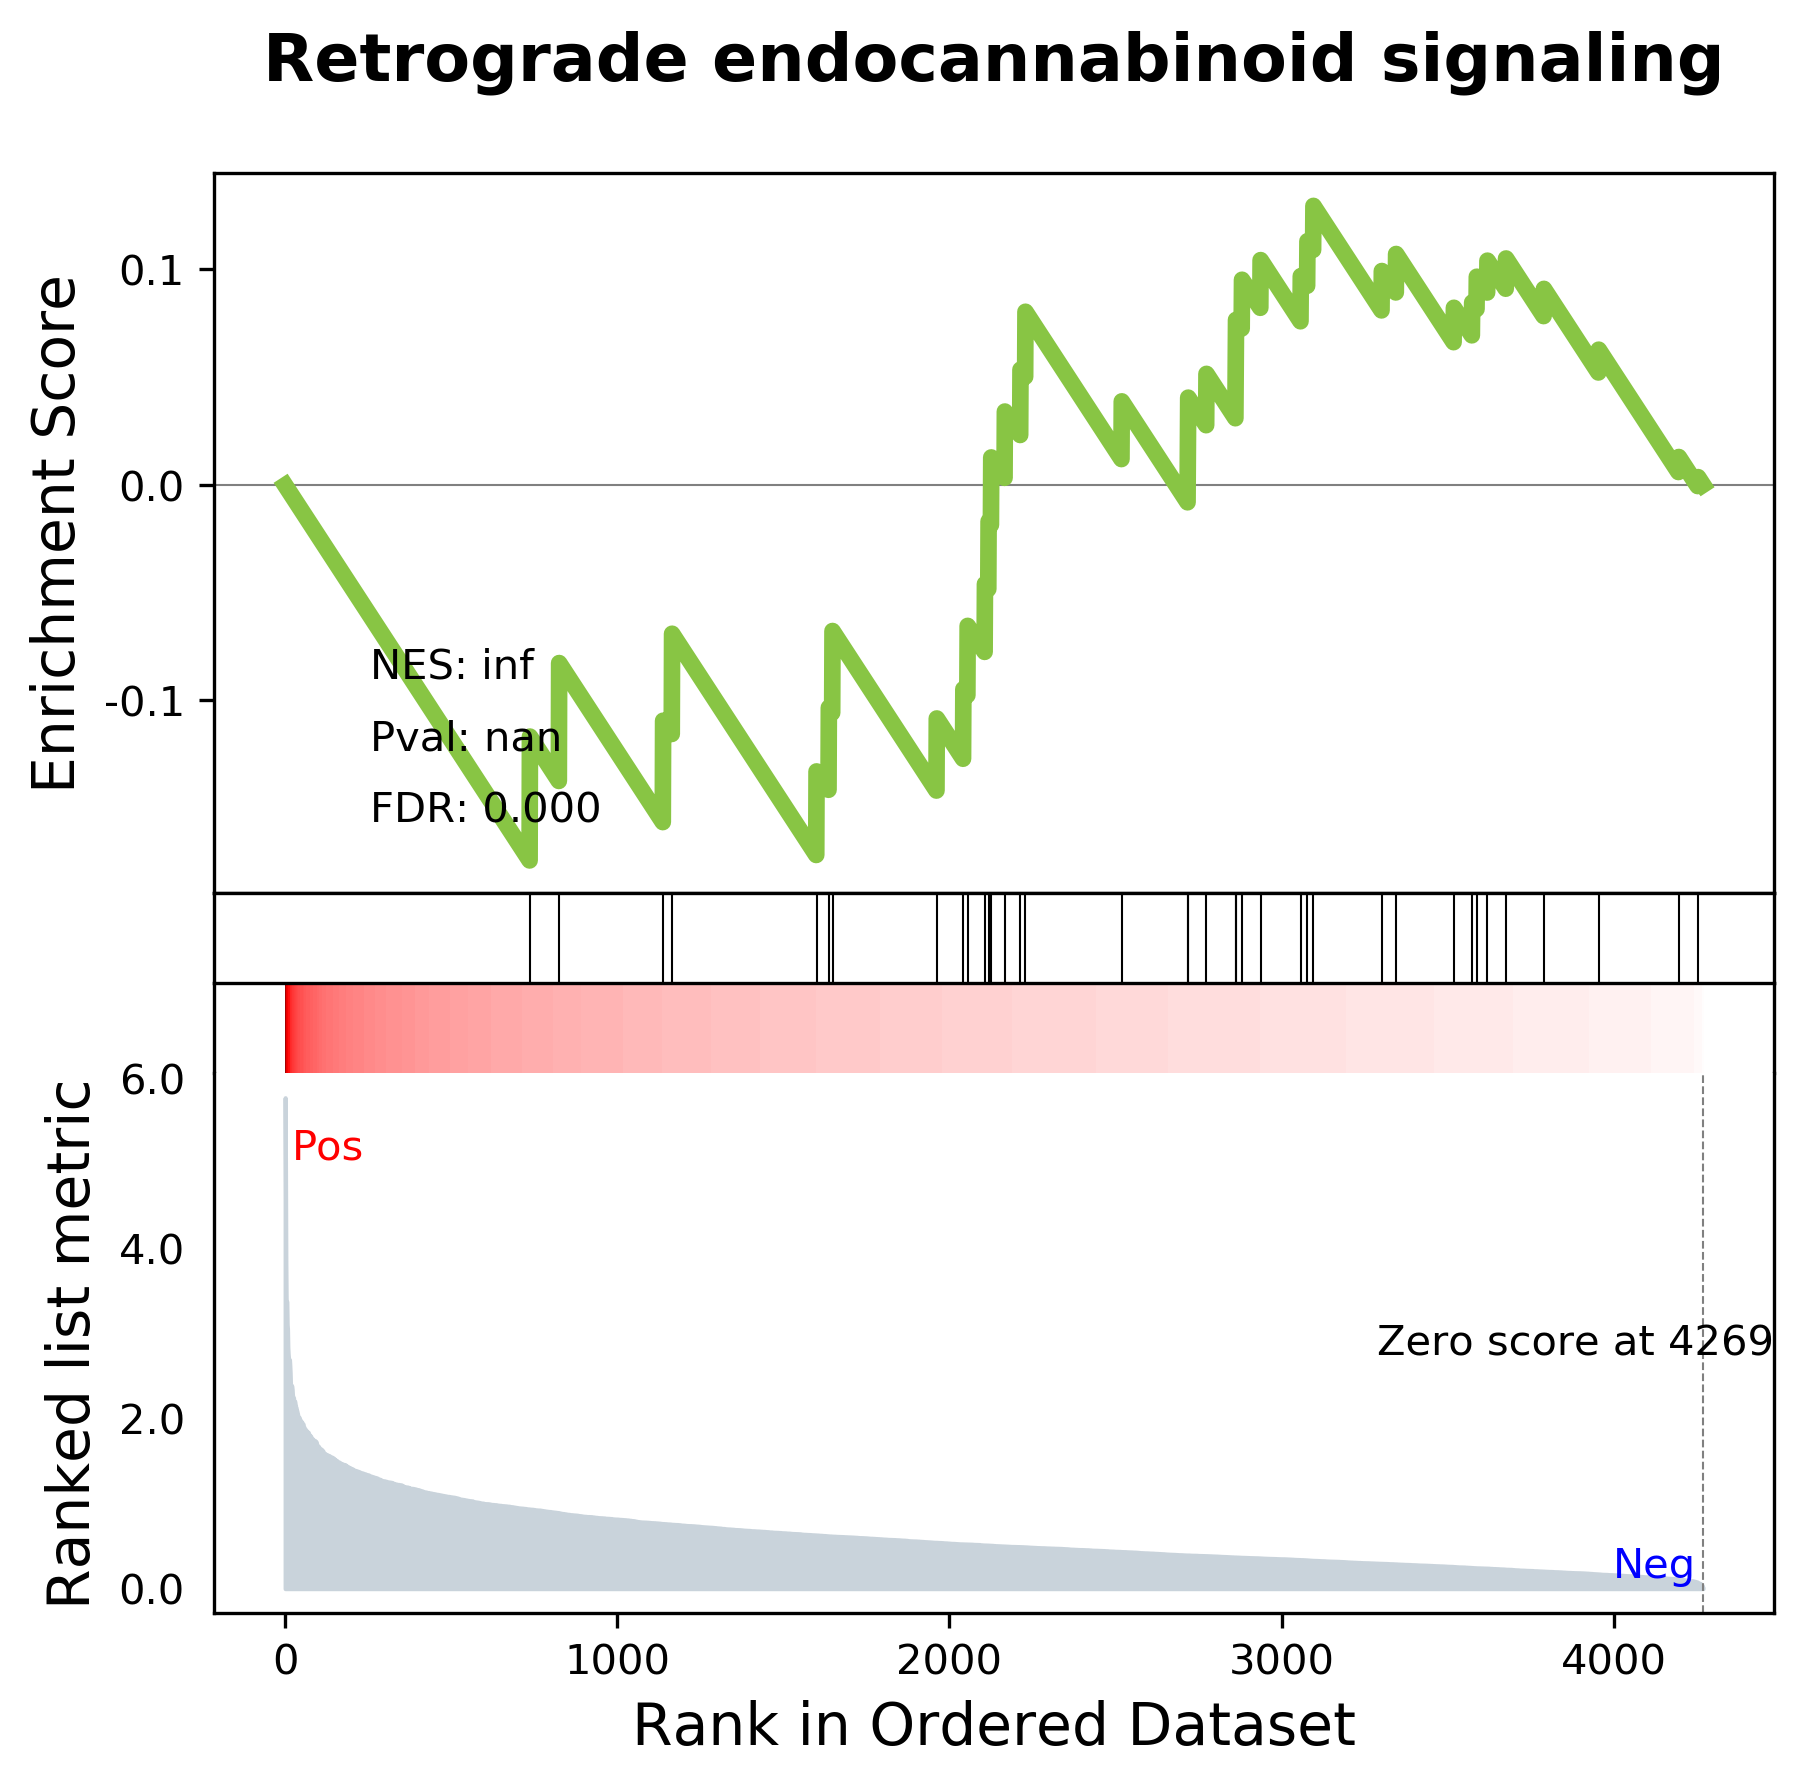 Retrograde endocannabinoid signaling
Enrichment Score
0.1
0.0
-0.1
NES: inf
Pval: nan
FDR: 0.000
Ranked list metric
6.0
4.0
2.0
0.0
Pos
Zero score at 4269
Neg
0 1000 2000 3000 4000
Rank in Ordered Dataset